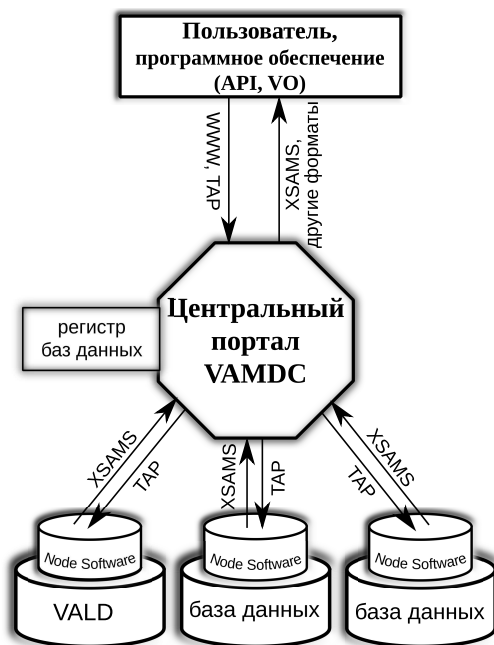 Пользователь,
программное обеспечение
(API, VO)
WWW, TAP
XSAMS,
другие форматы
Центральный
портал
VAMDC
регистр
баз данных
XSAMS
TAP
XSAMS
TAP
XSAMS
TAP
Node Software
VALD
Node Software
база данных
Node Software
база данных